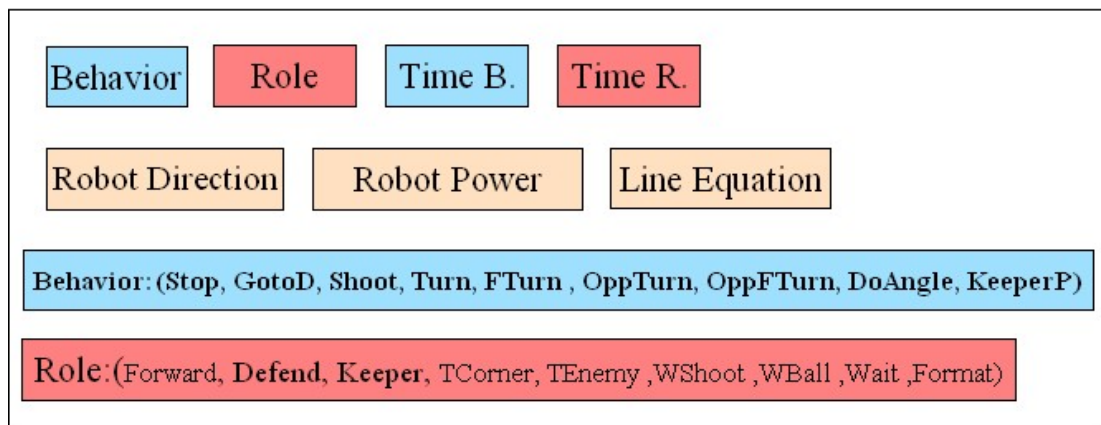 Behavior Role Time B. Time R.
Robot Direction Robot Power Line Equation
Behavior: (Stop, GotoD, Shoot, Turn, FTurn , OppTurn, OppFTurn, DoAngle, KeeperP)
Role:(Forward, Defend, Keeper, TCorner, TEnemy ,WShoot ,WBall ,Wait ,Format)